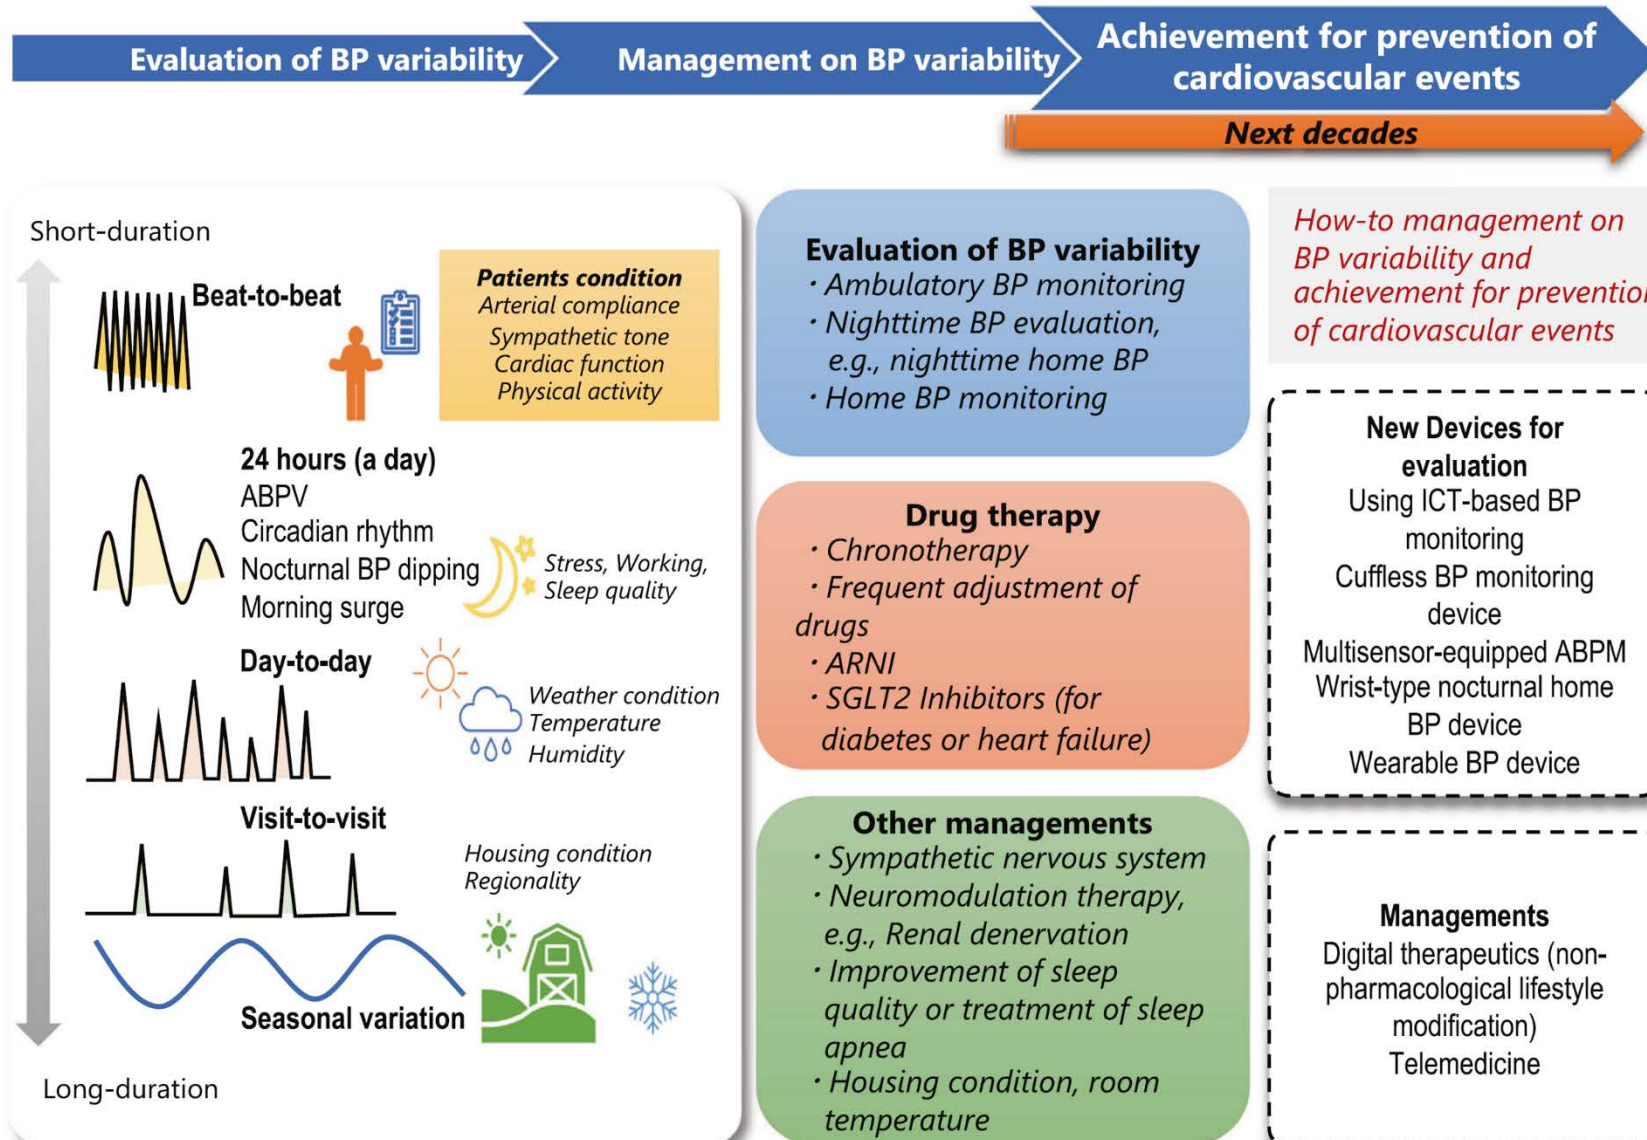 Evaluation of BP variability
Management on BP variability
Achievement for prevention of
cardiovascular events
Next decades
Short-duration
Beat-to-beat
Patients condition
Arterial compliance
Sympathetic tone
Cardiac function
Physical activity
24 hours (a day)
ABPV
Circadian rhythm
Nocturnal BP dipping
Morning surge
Stress, Working,
Sleep quality
Day-to-day
Weather condition
Temperature
Humidity
Visit-to-visit
Housing condition
Regionality
Seasonal variation
Long-duration
Evaluation of BP variability
· Ambulatory BP monitoring
· Nighttime BP evaluation,
e.g., nighttime home BP
· Home BP monitoring
Drug therapy
· Chronotherapy
· Frequent adjustment of
drugs
· ARNI
· SGLT2 Inhibitors (for
diabetes or heart failure)
Other managements
· Sympathetic nervous system
· Neuromodulation therapy,
e.g., Renal denervation
· Improvement of sleep
quality or treatment of sleep
apnea
· Housing condition, room
temperature
How-to management on
BP variability and
achievement for prevention
of cardiovascular events
New Devices for
evaluation
Using ICT-based BP
monitoring
Cuffless BP monitoring
device
Multisensor-equipped ABPM
Wrist-type nocturnal home
BP device
Wearable BP device
Managements
Digital therapeutics (non-
pharmacological lifestyle
modification)
Telemedicine